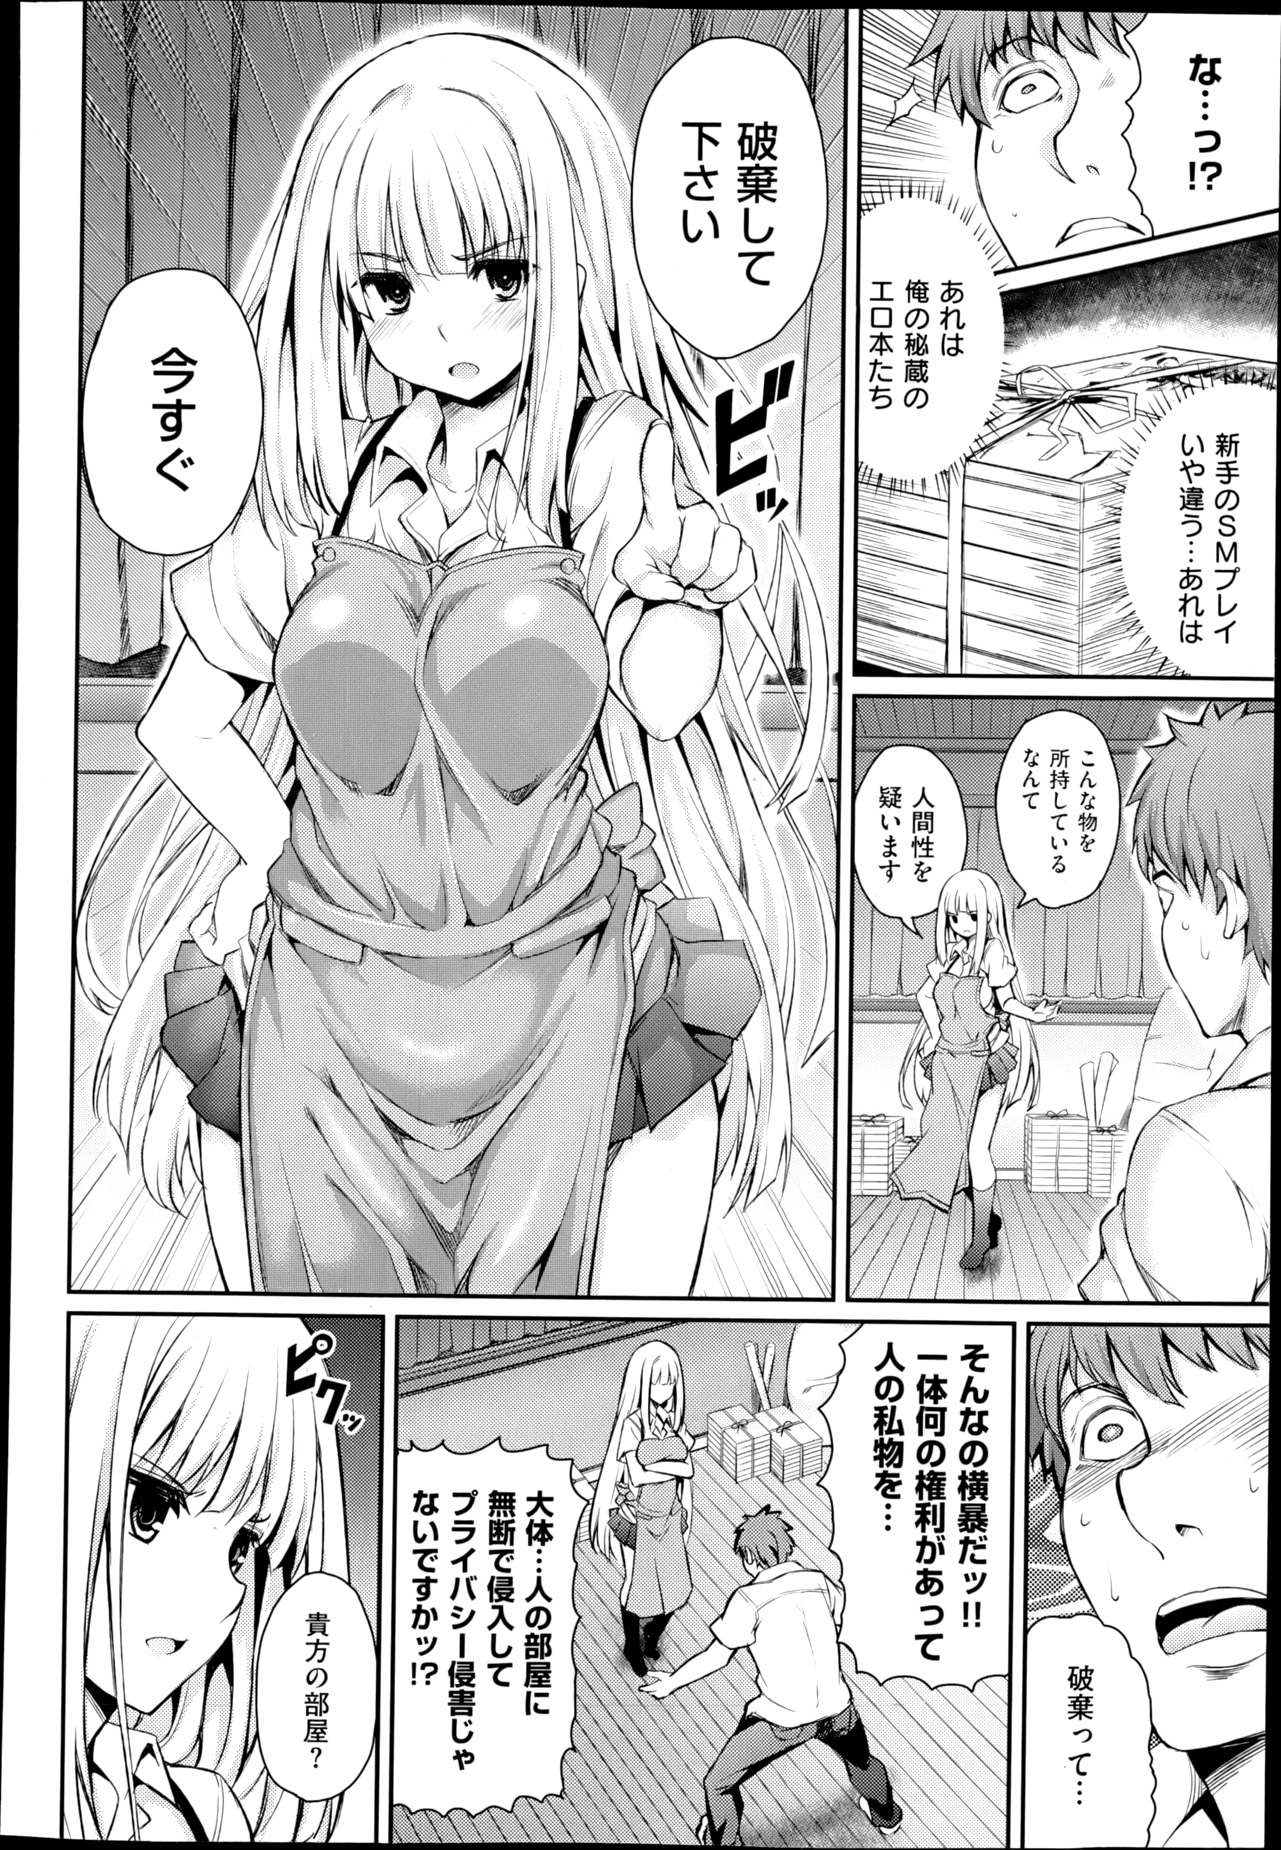 な…っ!?
新手のSMプレイ
いや違う…あれは
あれは
俺の秘蔵の
エロ本たち
こんな物を
所持している
なんて
人間性を
疑います
破棄して
下さい
ビッ
今すぐ
破棄って…
そんなの横暴だッ!!
一体何の権利があって
人の私物を…
大体…人の部屋に
無断で侵入して
プライバシー侵害じゃ
ないですかッ!?
ピクッ
貴方の部屋？